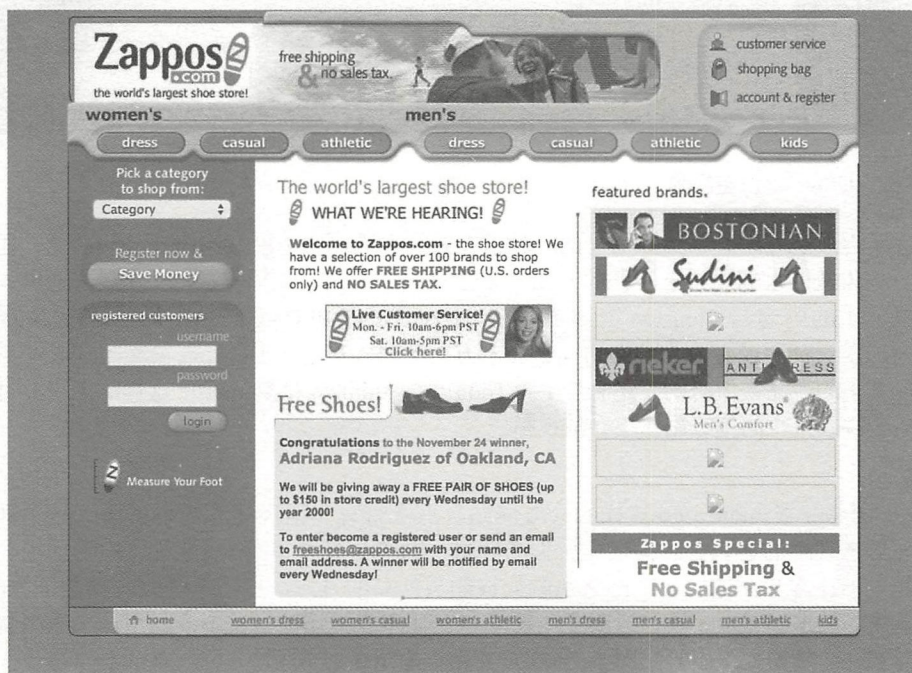 Zappos
.com
the world's largest shoe store!
free shipping
& no sales tax.
customer service
shopping bag
account & register
women's
men's
dress
casual
athletic
dress
casual
athletic
kids
Pick a category
to shop from:
Category
Register now &
Save Money
registered customers
username
password
login
Measure Your Foot
The world's largest shoe store!
WHAT WE'RE HEARING!
Welcome to Zappos.com - the shoe store! We
have a selection of over 100 brands to shop
from! We offer FREE SHIPPING (U.S. orders
only) and NO SALES TAX.
Live Customer Service!
Mon. - Fri. 10am-6pm PST
Sat. 10am-5pm PST
Click here!
Free Shoes!
Congratulations to the November 24 winner,
Adriana Rodriguez of Oakland, CA
We will be giving away a FREE PAIR OF SHOES (up
to $150 in store credit) every Wednesday until the
year 2000!
To enter become a registered user or send an email
to freeshoes@zappos.com with your name and
email address. A winner will be notified by email
every Wednesday!
featured brands.
BOSTONIAN
Sudini
rieker
L.B.Evans
Men's Comfort
Zappos Special:
Free Shipping &
No Sales Tax
home
women's dress
women's casual
women's athletic
men's dress
men's casual
men's athletic
kids